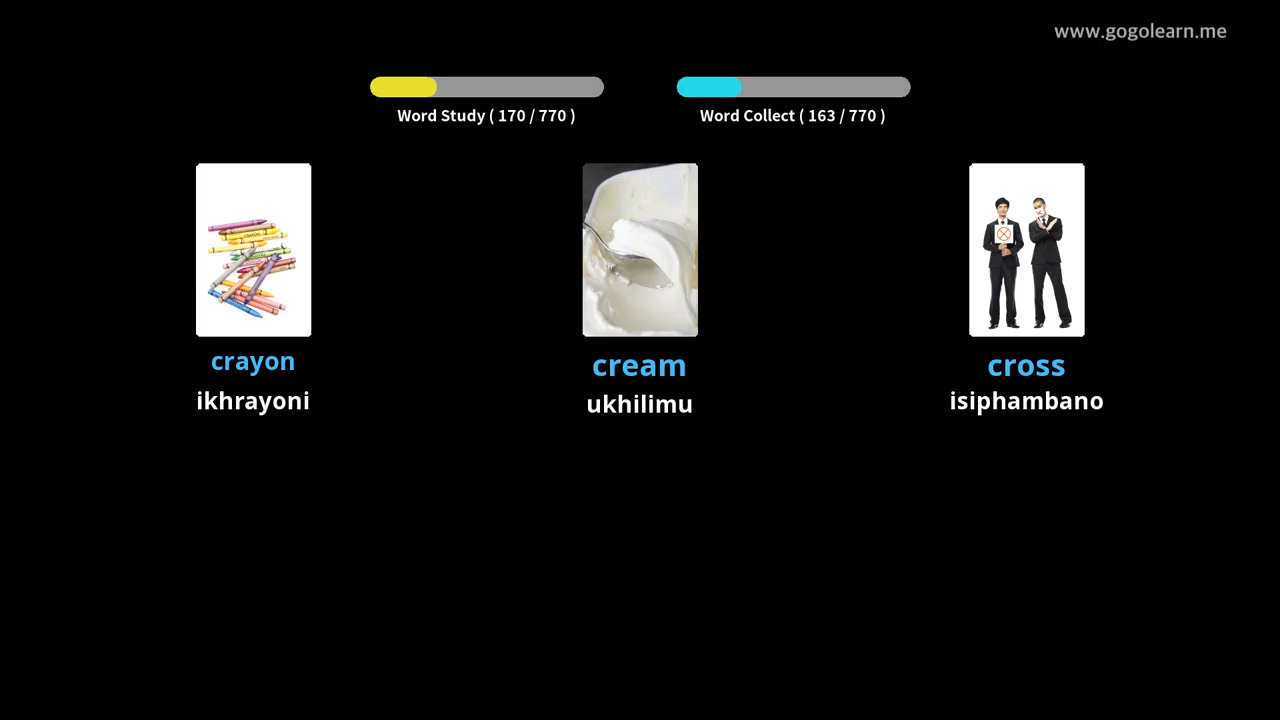 www.gogolearn.me
Word Study ( 170 / 770 )
Word Collect ( 163 / 770 )
crayon
ikhrayoni
cream
ukhilimu
cross
isiphambano